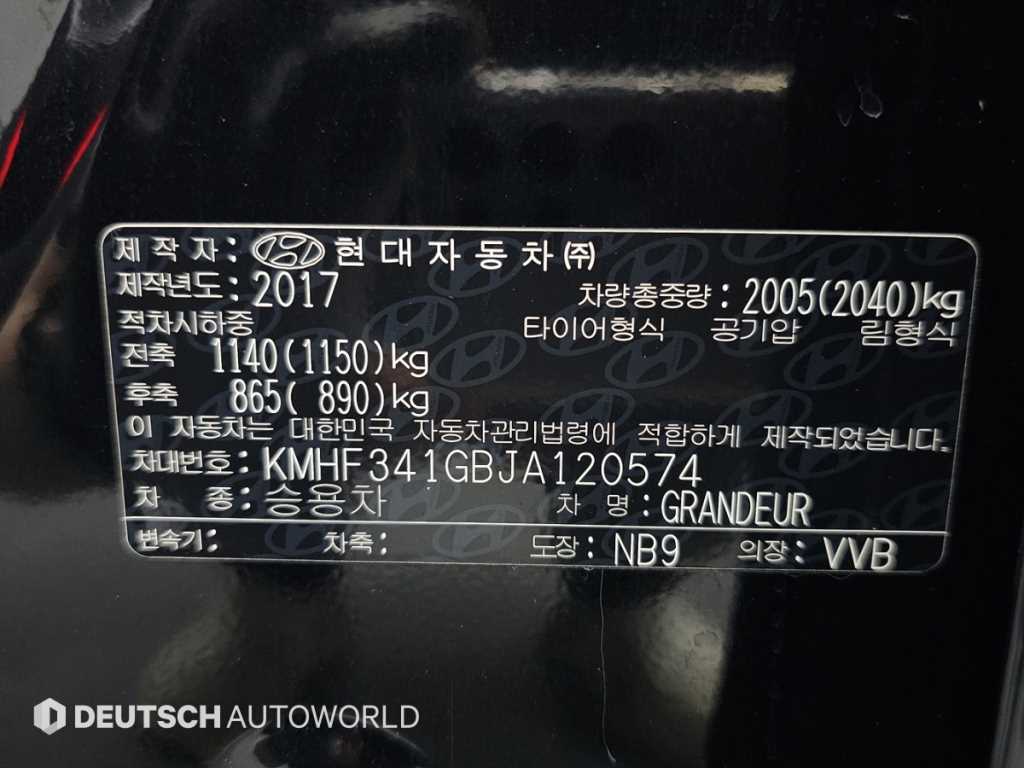 제 작 자 : 현 대 자 동 차 ㈜
제작년도 : 2017 차량총중량 : 2005(2040)kg
적차시하중 타이어형식 공기압 림형식
전축 1140(1150)kg
후축 865( 890)kg
이 자동차는 대한민국 자동차관리법령에 적합하게 제작되었습니다.
차대번호 : KMHF341GBJA120574
차 종 : 승용차 차 명 : GRANDEUR
변속기 : 차축 : 도장 : NB9 의장 : VVB
DEUTSCH AUTOWORLD